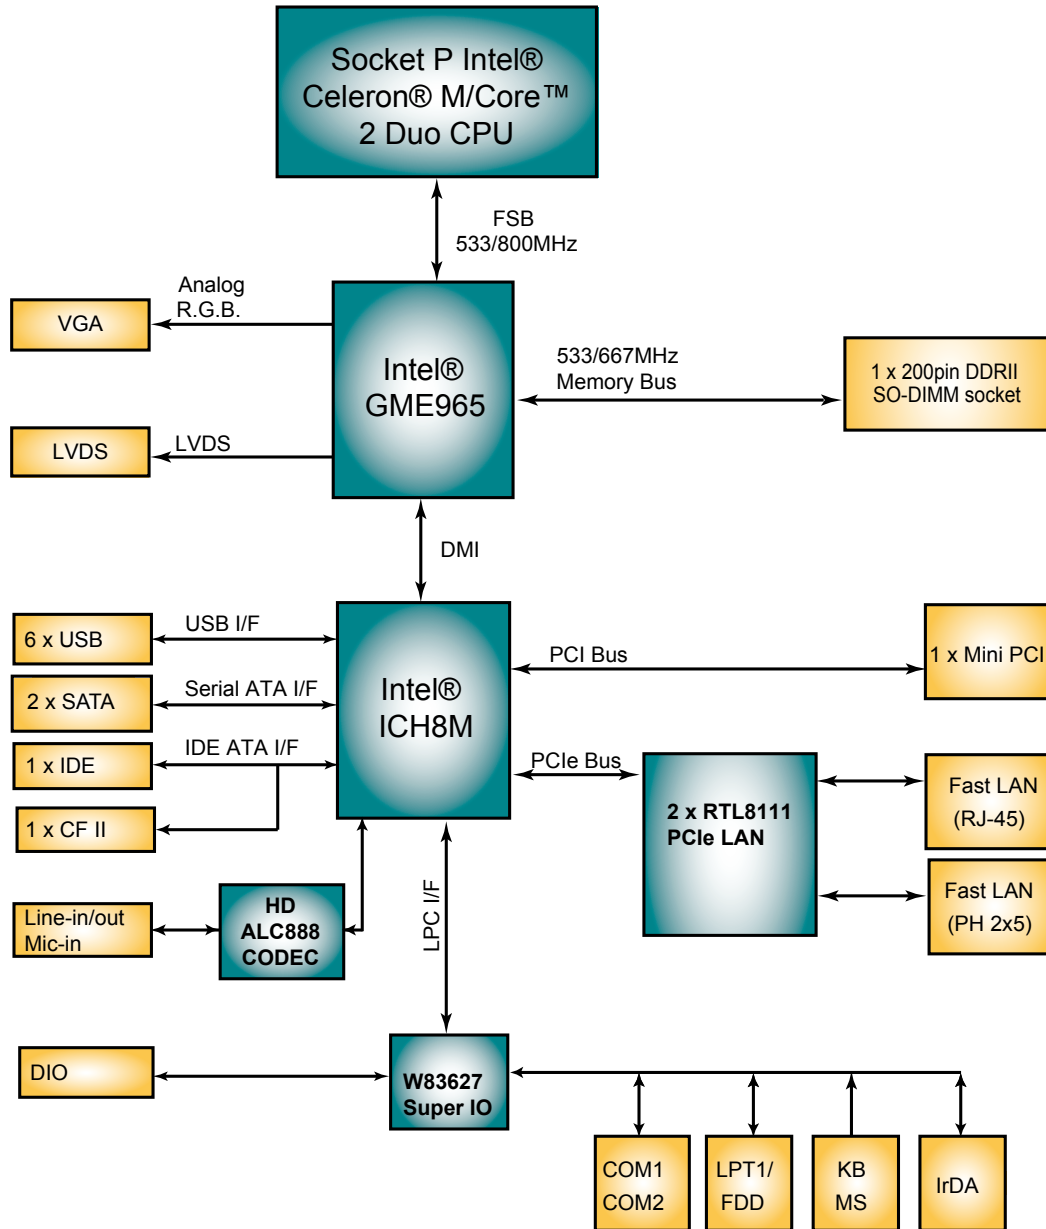 Socket P Intel®
Celeron® M/Core™
2 Duo CPU
FSB
533/800MHz
Analog
R.G.B.
VGA
Intel®
GME965
533/667MHz
Memory Bus
1 x 200pin DDRII
SO-DIMM socket
LVDS
LVDS
DMI
6 x USB
USB I/F
2 x SATA
Serial ATA I/F
1 x IDE
IDE ATA I/F
1 x CF II
Intel®
ICH8M
PCI Bus
1 x Mini PCI
PCIe Bus
2 x RTL8111
PCIe LAN
Fast LAN
(RJ-45)
Fast LAN
(PH 2x5)
Line-in/out
Mic-in
HD
ALC888
CODEC
LPC I/F
DIO
W83627
Super IO
COM1
COM2
LPT1/
FDD
KB
MS
IrDA